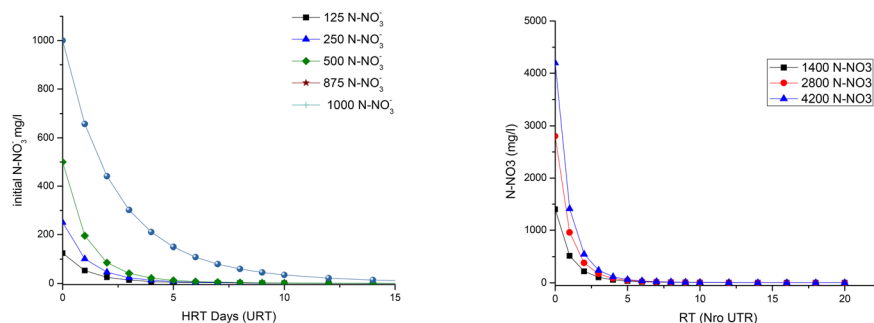 125 N-NO₃⁻
250 N-NO₃⁻
500 N-NO₃⁻
875 N-NO₃⁻
1000 N-NO₃⁻
initial N-NO₃⁻ mg/l
1000
800
600
400
200
0
0 5 10 15
HRT Days (URT)
1400 N-NO3
2800 N-NO3
4200 N-NO3
N-NO3 (mg/l)
5000
4000
3000
2000
1000
0
0 5 10 15 20
RT (Nro UTR)